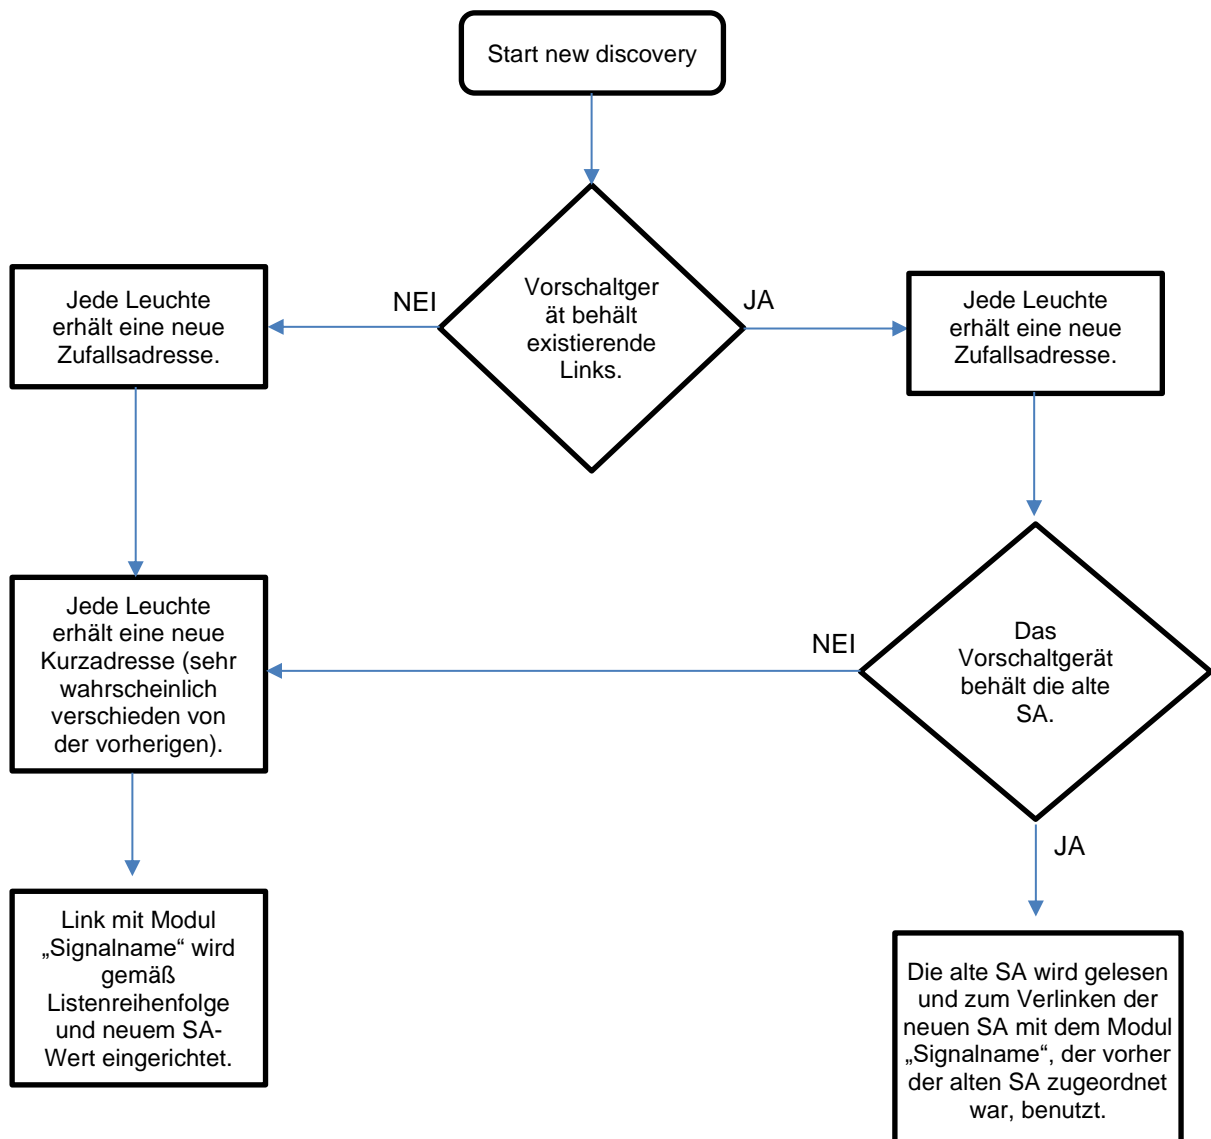 Start new discovery
Vorschaltger
ät behält
existierende
Links.
NEI
JA
Jede Leuchte
erhält eine neue
Zufallsadresse.
Jede Leuchte
erhält eine neue
Zufallsadresse.
Jede Leuchte
erhält eine neue
Kurzadresse (sehr
wahrscheinlich
verschieden von
der vorherigen).
NEI
Das
Vorschaltgerät
behält die alte
SA.
JA
Link mit Modul
„Signalname“ wird
gemäß
Listenreihenfolge
und neuem SA-
Wert eingerichtet.
Die alte SA wird gelesen
und zum Verlinken der
neuen SA mit dem Modul
„Signalname“, der vorher
der alten SA zugeordnet
war, benutzt.